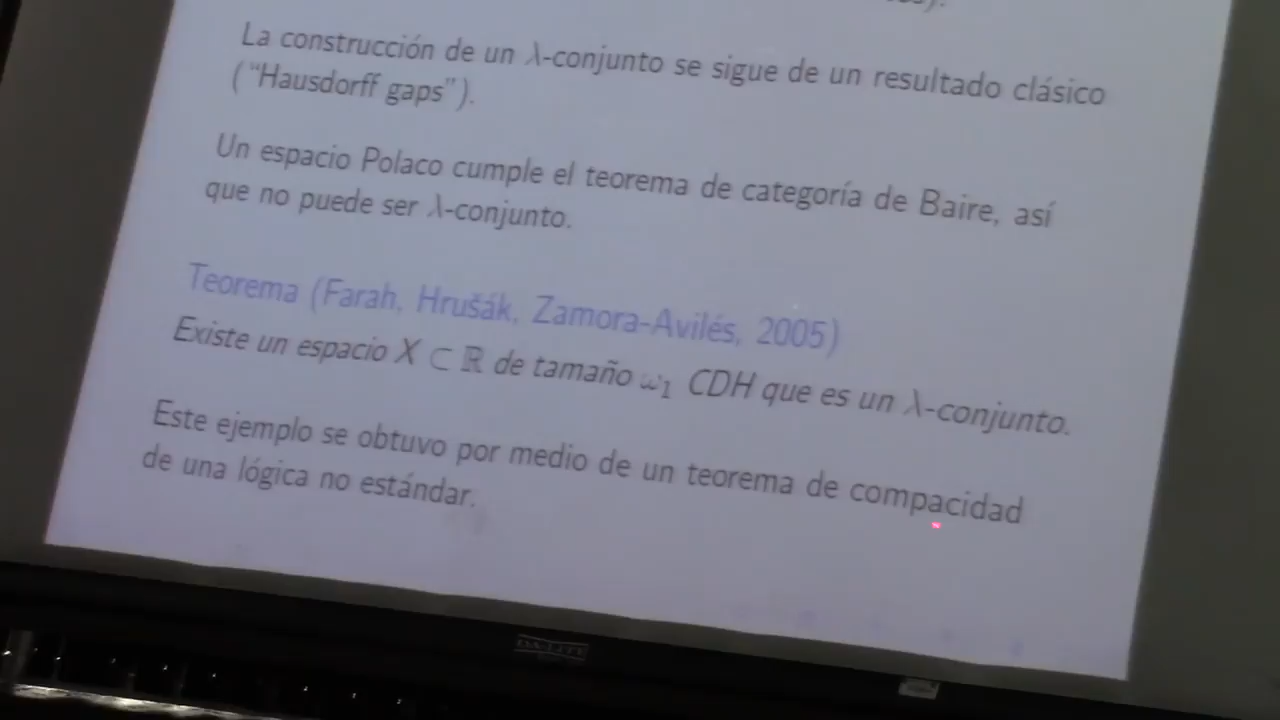 La construcción de un λ-conjunto se sigue de un resultado clásico
("Hausdorff gaps").
Un espacio Polaco cumple el teorema de categoría de Baire, así
que no puede ser λ-conjunto.
Teorema (Farah, Hrušák, Zamora-Avilés, 2005)
Existe un espacio X ⊂ ℝ de tamaño ω₁ CDH que es un λ-conjunto.
Este ejemplo se obtuvo por medio de un teorema de compacidad
de una lógica no estándar.
DA-LITE